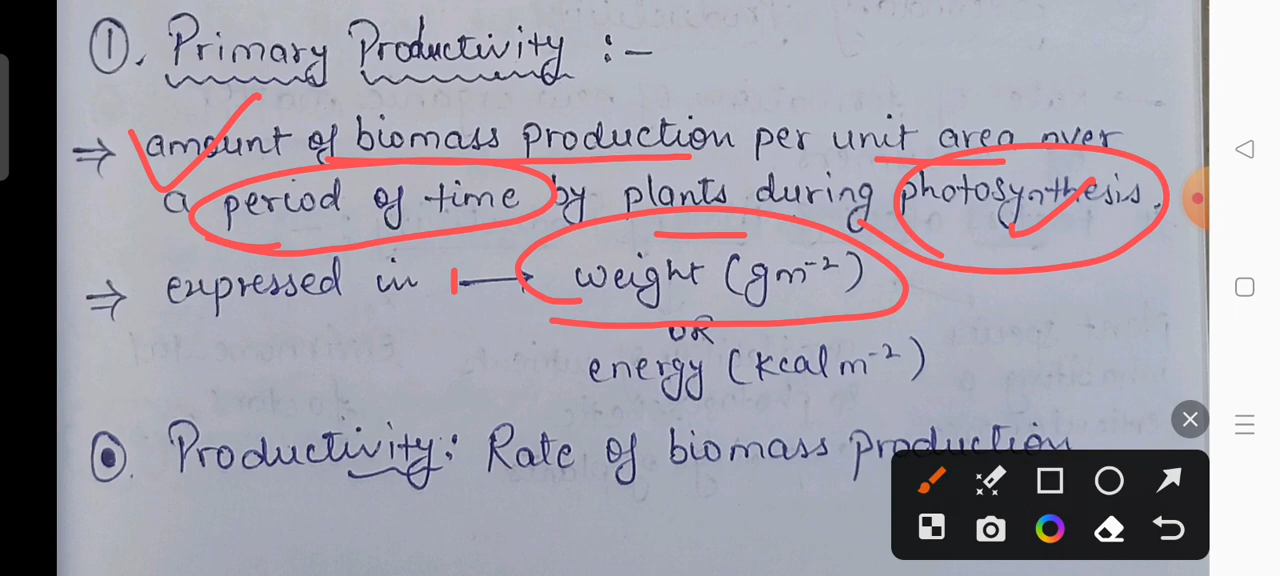 ①. Primary Productivity :-
⇒ amount of biomass production per unit area over
a period of time by plants during photosynthesis.
⇒ expressed in → weight (gm⁻²)
OR
energy (Kcal m⁻²)
⊙. Productivity: Rate of biomass production